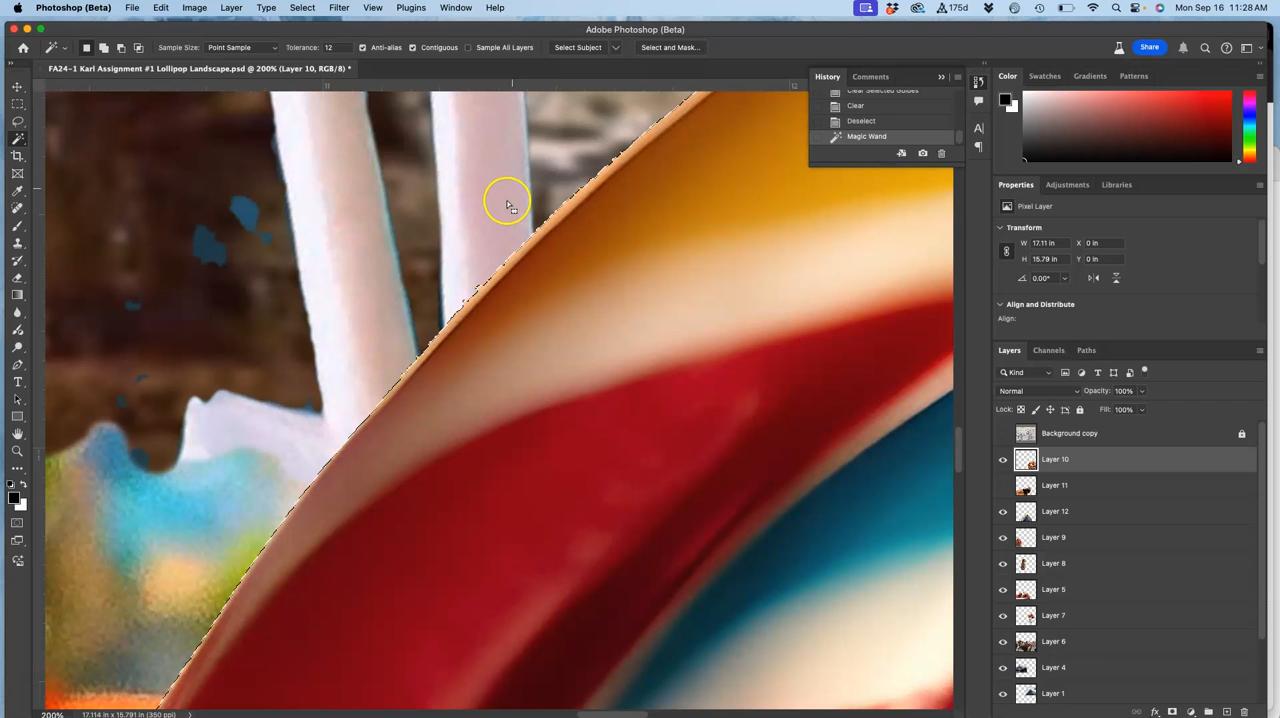 Photoshop (Beta) File Edit Image Layer Type Select Filter View Plugins Window Help 175d Mon Sep 16 11:28AM
Adobe Photoshop (Beta)
Sample Size: Point Sample Tolerance: 12 Anti-alias Contiguous Sample All Layers Select Subject Select and Mask... Share
FA24-1 Karl Assignment #1 Lollipop Landscape.psd @ 200% (Layer 10, RGB/8) *
11
12
History Comments
Clear Selected Guides
Clear
Deselect
Magic Wand
Color Swatches Gradients Patterns
Properties Adjustments Libraries
Pixel Layer
Transform
W 17.11 in X 0 in
H 15.79 in Y 0 in
0.00°
Align and Distribute
Align:
Layers Channels Paths
Kind
Normal Opacity: 100%
Lock: Fill: 100%
Background copy
Layer 10
Layer 11
Layer 12
Layer 9
Layer 8
Layer 5
Layer 7
Layer 6
Layer 4
Layer 1
200% 17.114 in x 15.791 in (350 ppi)